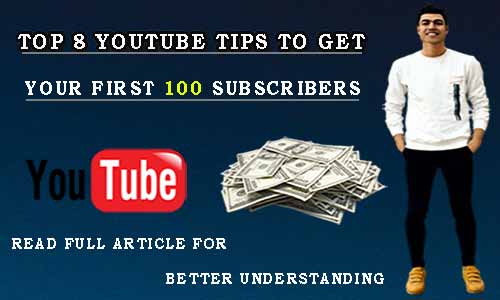 TOP 8 YOUTUBE TIPS TO GET
YOUR FIRST 100 SUBSCRIBERS
YouTube
READ FULL ARTICLE FOR
BETTER UNDERSTANDING